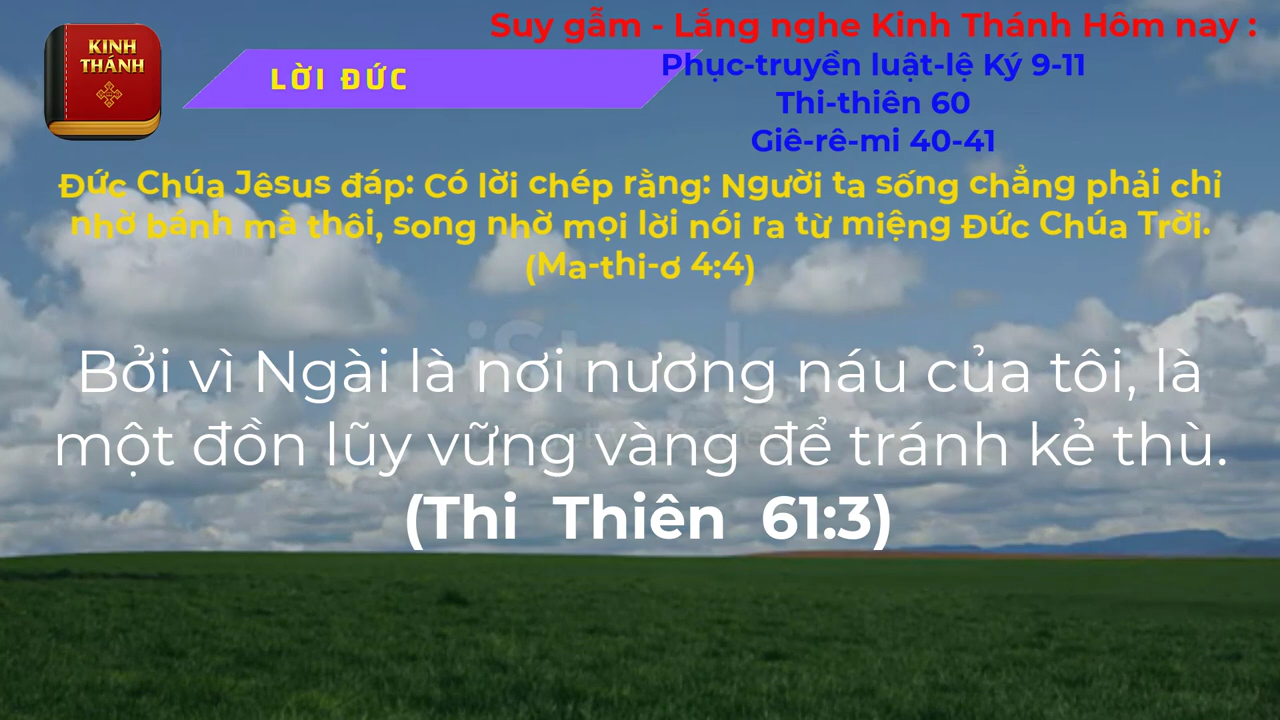 KINH
THÁNH
LỜI ĐỨC
Suy gẫm - Lắng nghe Kinh Thánh Hôm nay :
Phục-truyền luật-lệ Ký 9-11
Thi-thiên 60
Giê-rê-mi 40-41
Đức Chúa Jêsus đáp: Có lời chép rằng: Người ta sống chẳng phải chỉ
nhờ bánh mà thôi, song nhờ mọi lời nói ra từ miệng Đức Chúa Trời.
(Ma-thi-ơ 4:4)
iStock
Bởi vì Ngài là nơi nương náu của tôi, là
một đồn lũy vững vàng để tránh kẻ thù.
(Thi Thiên 61:3)